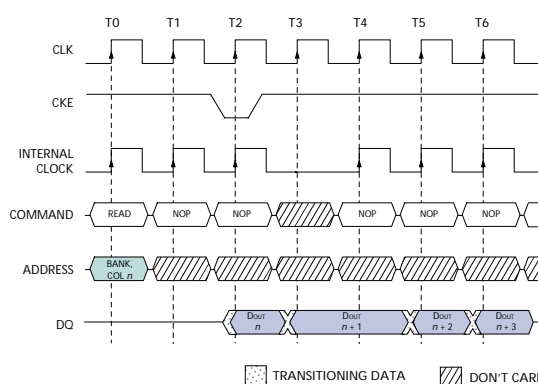 T0 T1 T2 T3 T4 T5 T6
CLK
CKE
INTERNAL
CLOCK
COMMAND READ NOP NOP NOP NOP NOP
ADDRESS BANK,
COL n
DQ DOUT DOUT DOUT DOUT
n n + 1 n + 2 n + 3
TRANSITIONING DATA DON'T CARE